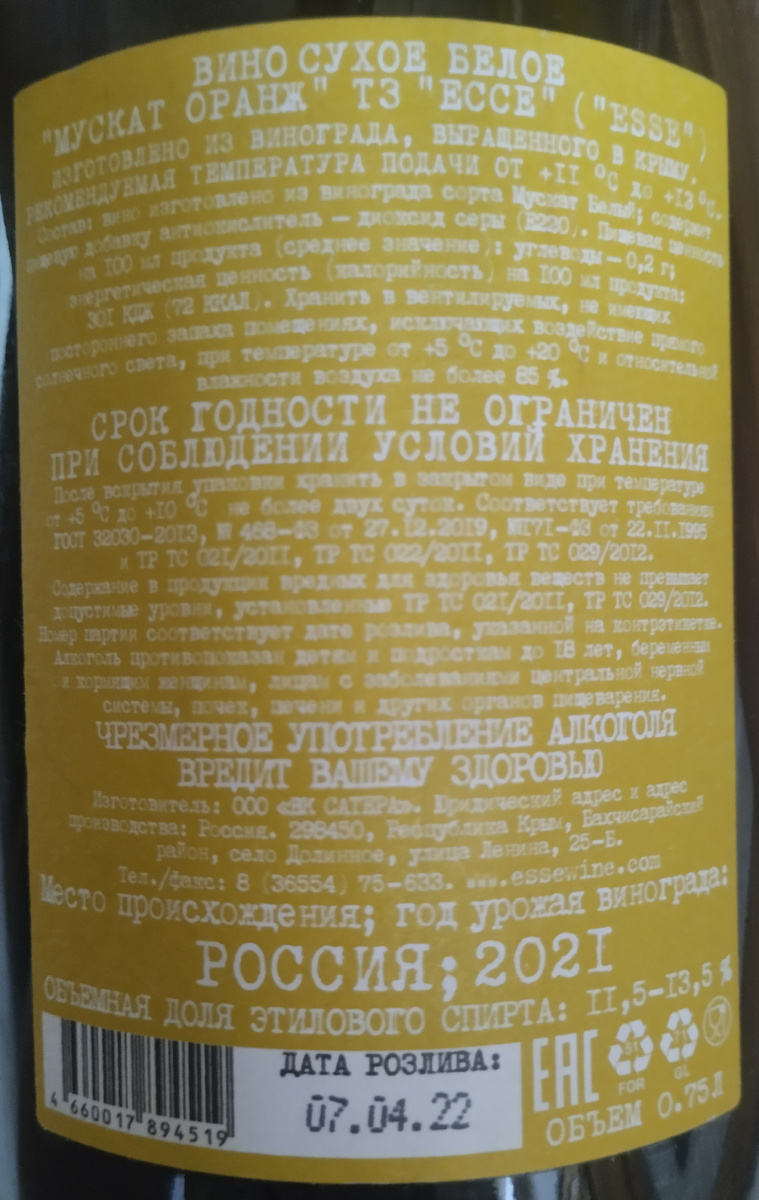 ВИНО СУХОЕ БЕЛОЕ
"МУСКАТ ОРАНЖ" ТЗ "ЕССЕ" ("ESSE")
ИЗГОТОВЛЕНО ИЗ ВИНОГРАДА, ВЫРАЩЕННОГО В КРЫМУ.
РЕКОМЕНДУЕМАЯ ТЕМПЕРАТУРА ПОДАЧИ ОТ +11 °С до +13 °С.
Состав: вино изготовлено из винограда сорта Мускат Белый; содержит
пищевую добавку антиокислитель — диоксид серы (Е220). Пищевая ценность
на 100 мл продукта (среднее значение): углеводы — 0,2 г;
энергетическая ценность (калорийность) на 100 мл продукта:
301 КДЖ (72 ККАЛ). Хранить в вентилируемых, не имеющих
постороннего запаха помещениях, исключающих воздействие прямого
солнечного света, при температуре от +5 °С до +20 °С и относительной
влажности воздуха не более 85 %.
СРОК ГОДНОСТИ НЕ ОГРАНИЧЕН
ПРИ СОБЛЮДЕНИИ УСЛОВИЙ ХРАНЕНИЯ
После вскрытия упаковки хранить в закрытом виде при температуре
от +5 °С до +10 °С не более двух суток. Соответствует требованиям
ГОСТ 32030-2013, № 468-ФЗ от 27.12.2019, №171-ФЗ от 22.11.1995
и ТР ТС 021/2011, ТР ТС 022/2011, ТР ТС 029/2012.
Содержание в продукции вредных для здоровья веществ не превышает
допустимые уровни, установленные ТР ТС 021/2011, ТР ТС 029/2012.
Номер партии соответствует дате розлива, указанной на контрэтикетке.
Алкоголь противопоказан детям и подросткам до 18 лет, беременным
и кормящим женщинам, лицам с заболеваниями центральной нервной
системы, почек, печени и других органов пищеварения.
ЧРЕЗМЕРНОЕ УПОТРЕБЛЕНИЕ АЛКОГОЛЯ
ВРЕДИТ ВАШЕМУ ЗДОРОВЬЮ
Изготовитель: ООО «ВК САТЕРА». Юридический адрес и адрес
производства: Россия. 298450, Республика Крым, Бахчисарайский
район, село Долинное, улица Ленина, 25-Б.
Тел./факс: 8 (36554) 75-633. www.essewine.com
Место происхождения; год урожая винограда:
РОССИЯ; 2021
ОБЪЕМНАЯ ДОЛЯ ЭТИЛОВОГО СПИРТА: 11,5-13,5 %
ДАТА РОЗЛИВА:
07.04.22
4 660017 894519
EAC
51
FOR
71
GL
ОБЪЕМ 0.75Л